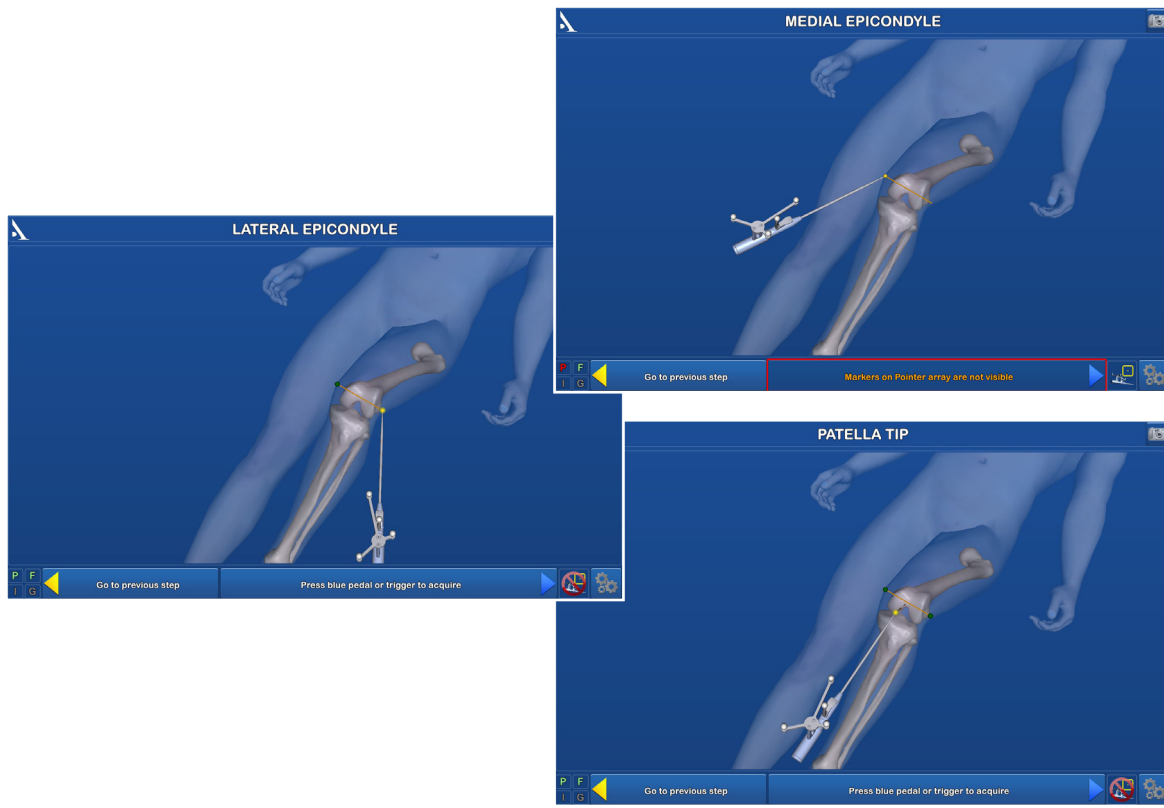 MEDIAL EPICONDYLE
P F
I G
Go to previous step
Markers on Pointer array are not visible
LATERAL EPICONDYLE
P F
I G
Go to previous step
Press blue pedal or trigger to acquire
PATELLA TIP
P F
I G
Go to previous step
Press blue pedal or trigger to acquire